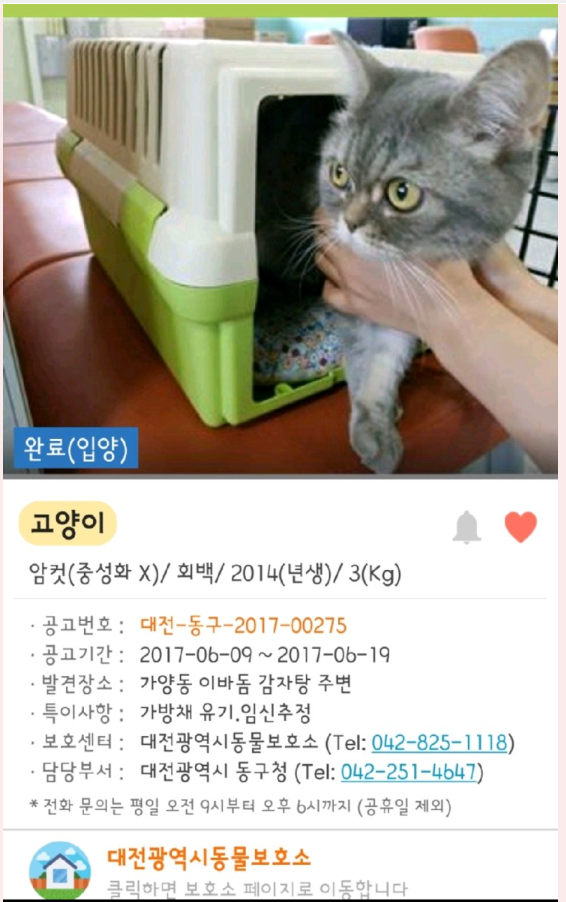 완료(입양)
고양이
암컷(중성화 X)/ 회백/ 2014(년생)/ 3(Kg)
· 공고번호 : 대전-동구-2017-00275
· 공고기간 : 2017-06-09 ~ 2017-06-19
· 발견장소 : 가양동 이바돔 감자탕 주변
· 특이사항 : 가방채 유기.임신추정
· 보호센터 : 대전광역시동물보호소 (Tel: 042-825-1118)
· 담당부서 : 대전광역시 동구청 (Tel: 042-251-4647)
* 전화 문의는 평일 오전 9시부터 오후 6시까지 (공휴일 제외)
대전광역시동물보호소
클릭하면 보호소 페이지로 이동합니다